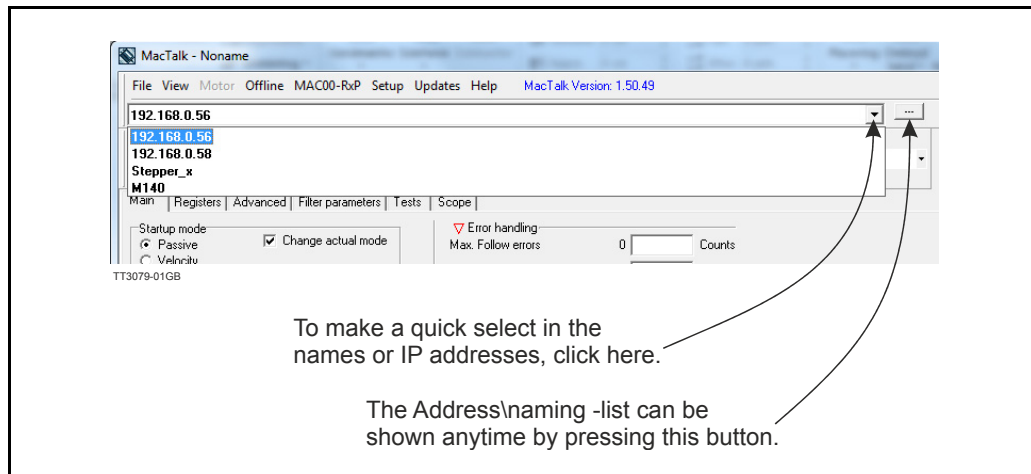 MacTalk - Noname
File View Motor Offline MAC00-RxP Setup Updates Help MacTalk Version: 1.50.49
192.168.0.56
192.168.0.56
192.168.0.58
Stepper_x
M140
Main Registers Advanced Filter parameters Tests Scope
Startup mode
Passive
Velocity
Change actual mode
Error handling
Max. Follow errors 0 Counts
TT3079-01GB
To make a quick select in the
names or IP addresses, click here.
The Address\naming -list can be
shown anytime by pressing this button.